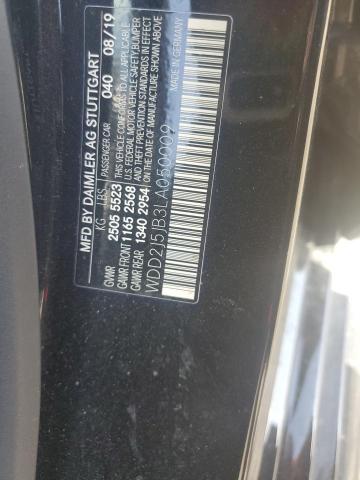 MFD BY DAIMLER AG STUTTGART
KG LBS PASSENGER CAR 040 08/19
GVWR 2505 5523 THIS VEHICLE CONFORMS TO ALL APPLICABLE
GAWR FRONT 1165 2568 U.S. FEDERAL MOTOR VEHICLE SAFETY, BUMPER
GAWR REAR 1340 2954 AND THEFT PREVENTION STANDARDS IN EFFECT
ON THE DATE OF MANUFACTURE SHOWN ABOVE
WDD2J5JB3LA050009 MADE IN GERMANY